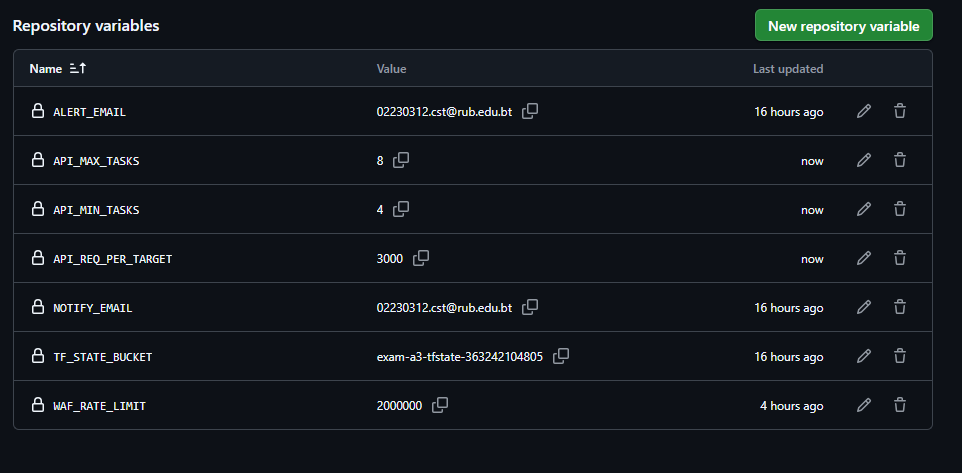 Repository variables New repository variable
Name Value Last updated
ALERT_EMAIL 02230312.cst@rub.edu.bt 16 hours ago
API_MAX_TASKS 8 now
API_MIN_TASKS 4 now
API_REQ_PER_TARGET 3000 now
NOTIFY_EMAIL 02230312.cst@rub.edu.bt 16 hours ago
TF_STATE_BUCKET exam-a3-tfstate-363242104805 16 hours ago
WAF_RATE_LIMIT 2000000 4 hours ago